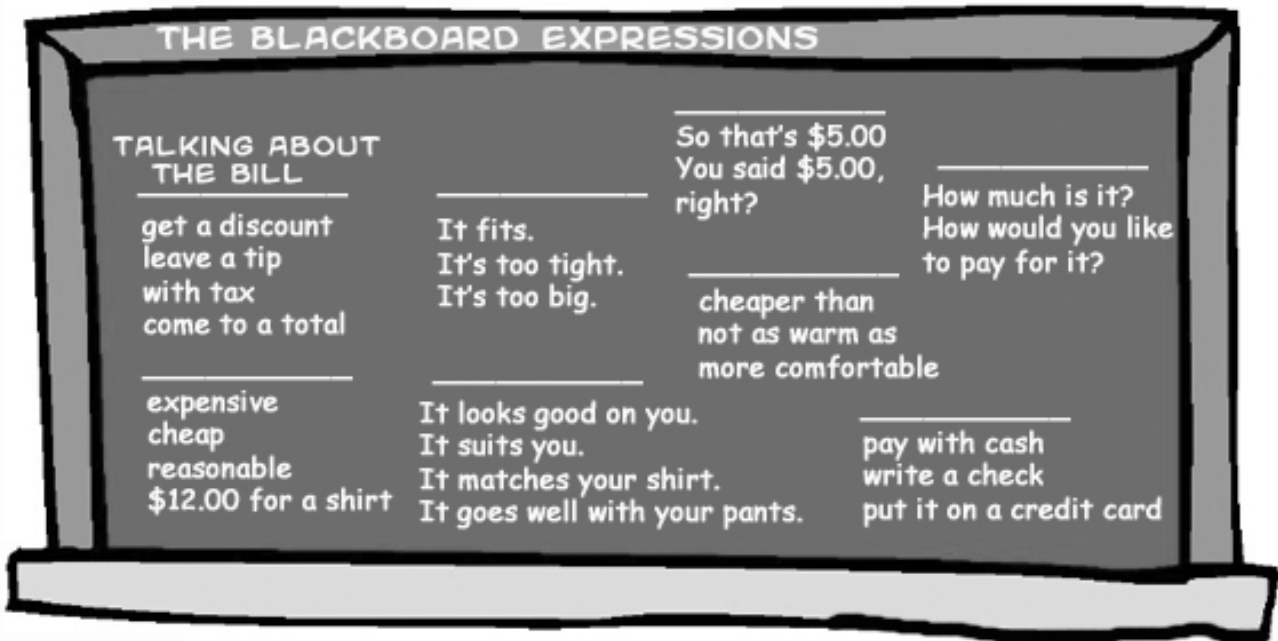 THE BLACKBOARD EXPRESSIONS
TALKING ABOUT
THE BILL
get a discount
leave a tip
with tax
come to a total
expensive
cheap
reasonable
$12.00 for a shirt
It fits.
It's too tight.
It's too big.
It looks good on you.
It suits you.
It matches your shirt.
It goes well with your pants.
So that's $5.00
You said $5.00,
right?
cheaper than
not as warm as
more comfortable
How much is it?
How would you like
to pay for it?
pay with cash
write a check
put it on a credit card